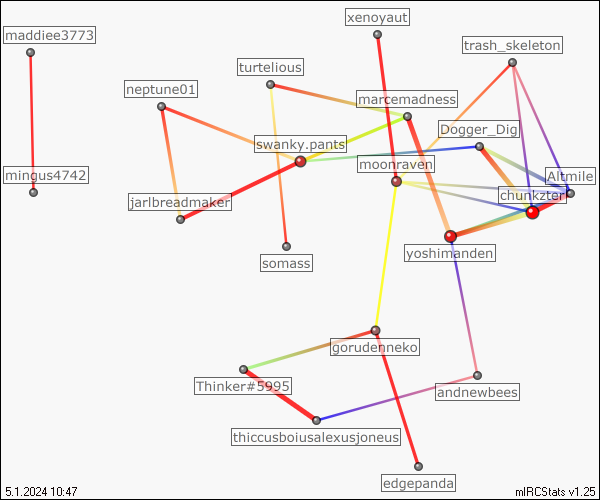 xenoyaut
maddiee3773
trash_skeleton
turtelious
neptune01
marcemadness
Dogger_Dig
swanky.pants
moonraven
mingus4742
Altmile
chunkzter
jarlbreadmaker
yoshimanden
somass
gorudenneko
Thinker#5995
andnewbees
thiccusboiusalexusjoneus
edgepanda
5.1.2024 10:47
mIRCStats v1.25